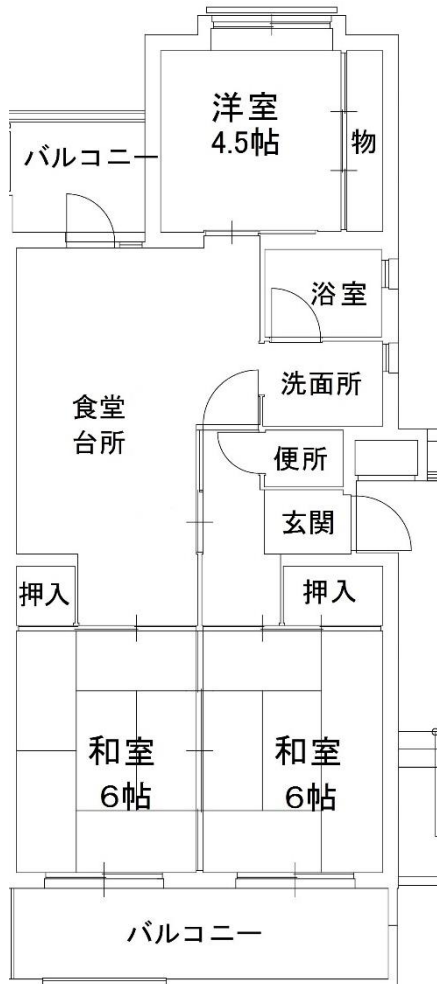 洋室
4.5帖
物
バルコニー
浴室
洗面所
食堂
台所
便所
玄関
押入
押入
和室
6帖
和室
6帖
バルコニー